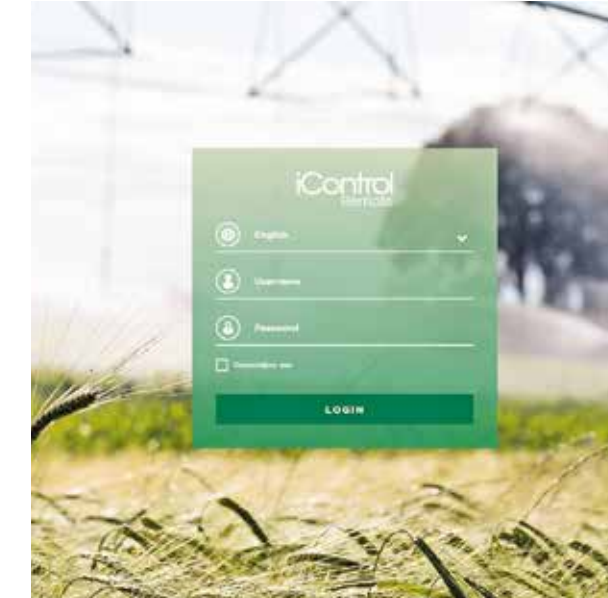 iControl
Remote
English
Username
Password
Remember me
LOGIN